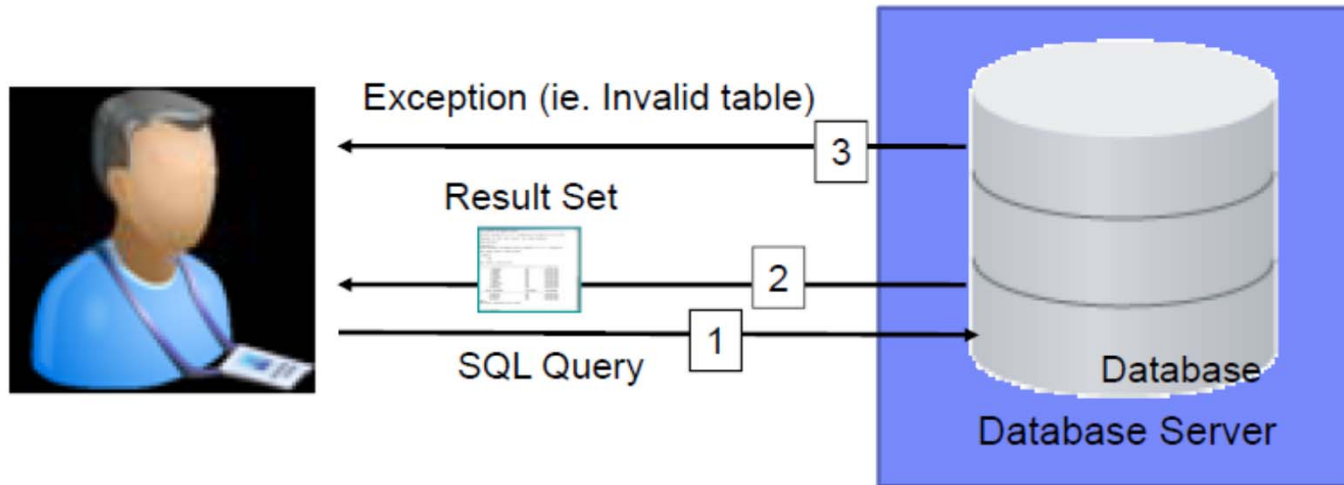 Exception (ie. Invalid table)
3
Result Set
2
1
SQL Query
Database
Database Server